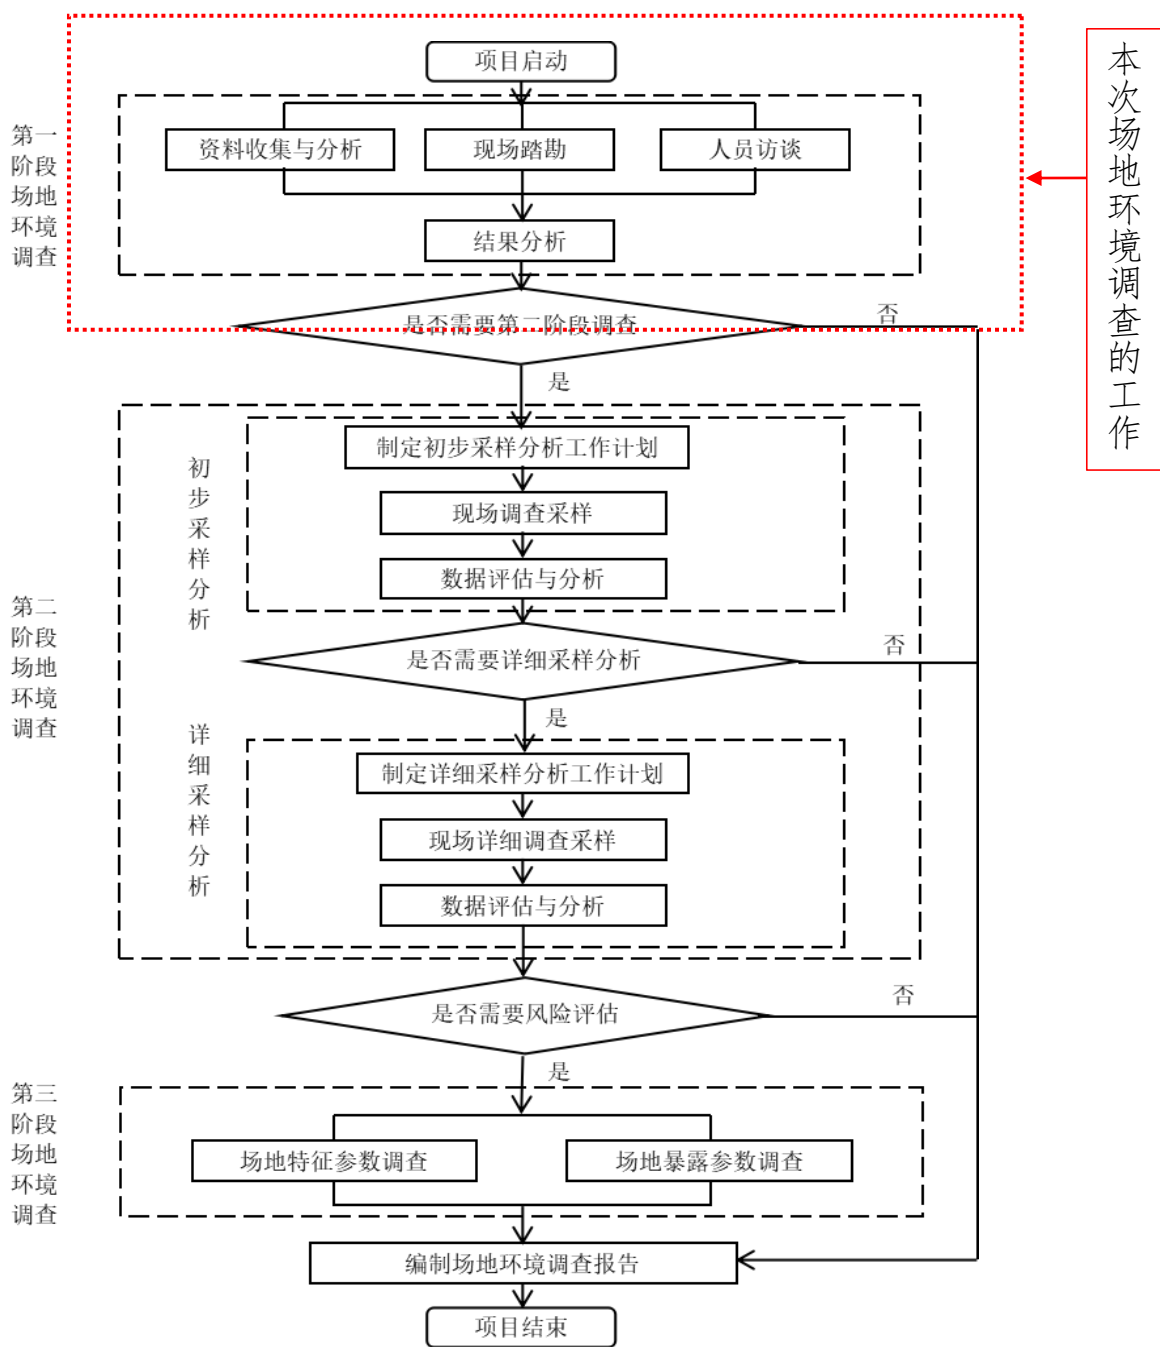 项目启动
本次场地环境调查的工作
第一
阶段
场地
环境
调查
资料收集与分析
现场踏勘
人员访谈
结果分析
是否需要第二阶段调查
否
是
第二
阶段
场地
环境
调查
初步采样分析
制定初步采样分析工作计划
现场调查采样
数据评估与分析
是否需要详细采样分析
否
是
详细采样分析
制定详细采样分析工作计划
现场详细调查采样
数据评估与分析
是否需要风险评估
否
是
第三
阶段
场地
环境
调查
场地特征参数调查
场地暴露参数调查
编制场地环境调查报告
项目结束